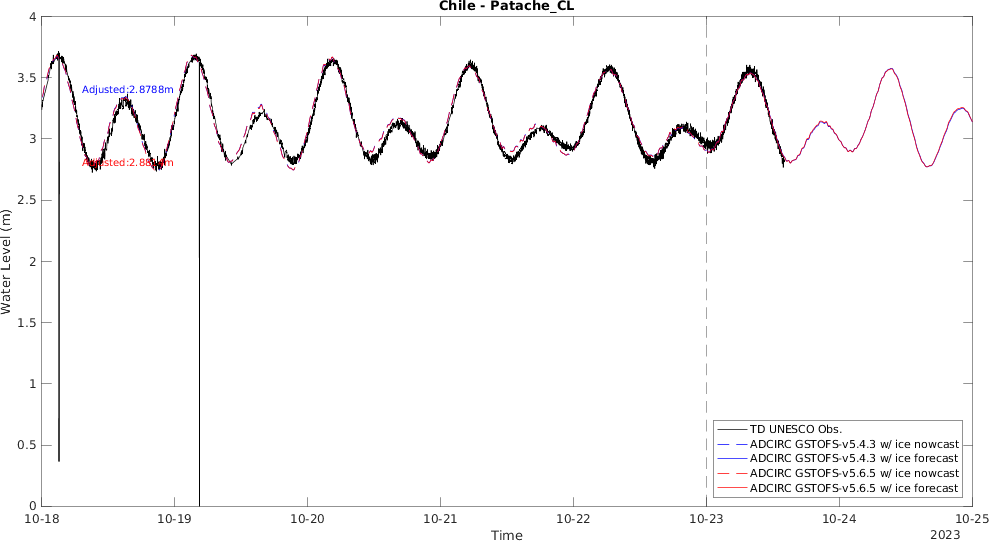 Chile - Patache_CL
4
3.5
3
2.5
2
1.5
1
0.5
0
Water Level (m)
Adjusted:2.8788m
TD UNESCO Obs.
ADCIRC GSTOFS-v5.4.3 w/ ice nowcast
ADCIRC GSTOFS-v5.4.3 w/ ice forecast
ADCIRC GSTOFS-v5.6.5 w/ ice nowcast
ADCIRC GSTOFS-v5.6.5 w/ ice forecast
10-18 10-19 10-20 10-21 10-22 10-23 10-24 10-25
Time
2023